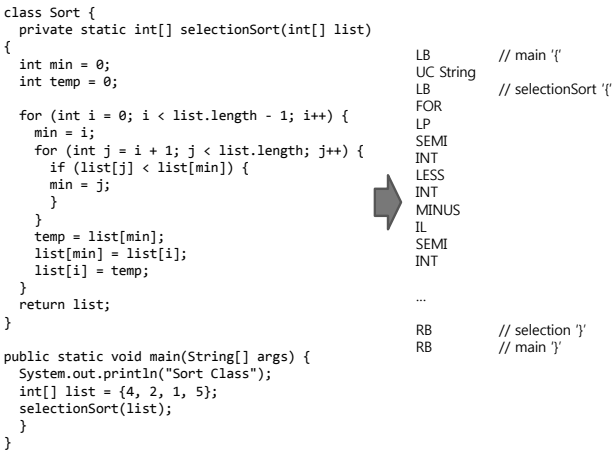 class Sort {
private static int[] selectionSort(int[] list)
{
int min = 0;
int temp = 0;
for (int i = 0; i < list.length - 1; i++) {
min = i;
for (int j = i + 1; j < list.length; j++) {
if (list[j] < list[min]) {
min = j;
}
}
temp = list[min];
list[min] = list[i];
list[i] = temp;
}
return list;
}
public static void main(String[] args) {
System.out.println("Sort Class");
int[] list = {4, 2, 1, 5};
selectionSort(list);
}
}
LB // main '{'
UC String
LB // selectionSort '{'
FOR
LP
SEMI
INT
LESS
INT
MINUS
IL
SEMI
INT
...
RB // selection '}'
RB // main '}'